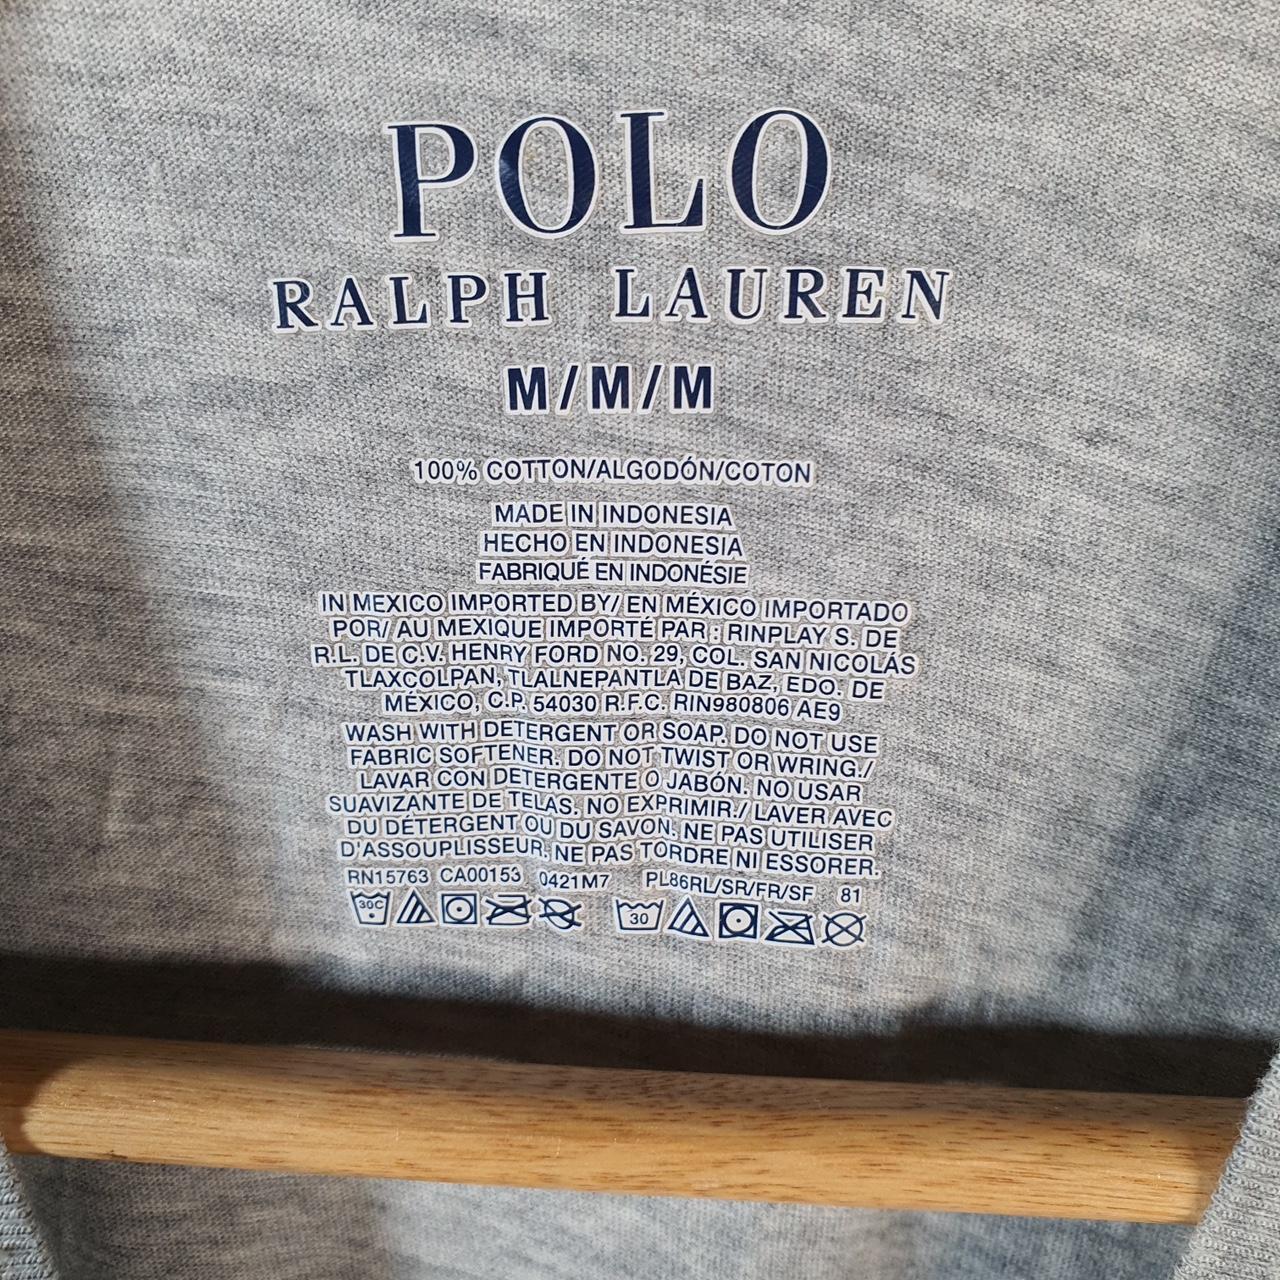 POLO
RALPH LAUREN
M/M/M
100% COTTON/ALGODÓN/COTON
MADE IN INDONESIA
HECHO EN INDONESIA
FABRIQUÉ EN INDONÉSIE
IN MEXICO IMPORTED BY/ EN MÉXICO IMPORTADO
POR/ AU MEXIQUE IMPORTÉ PAR : RINPLAY S. DE
R.L. DE C.V. HENRY FORD NO. 29, COL. SAN NICOLÁS
TLAXCOLPAN, TLALNEPANTLA DE BAZ, EDO. DE
MÉXICO, C.P. 54030 R.F.C. RIN980806 AE9
WASH WITH DETERGENT OR SOAP. DO NOT USE
FABRIC SOFTENER. DO NOT TWIST OR WRING./
LAVAR CON DETERGENTE O JABÓN. NO USAR
SUAVIZANTE DE TELAS. NO EXPRIMIR./ LAVER AVEC
DU DÉTERGENT OU DU SAVON. NE PAS UTILISER
D'ASSOUPLISSEUR. NE PAS TORDRE NI ESSORER.
RN15763 CA00153 0421M7 PL86RL/SR/FR/SF 81
30C 30